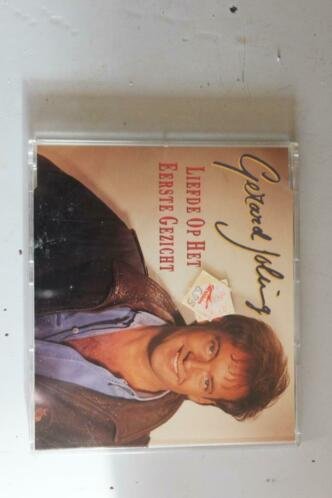 Gerard Joling
LIEFDE OP HET
EERSTE GEZICHT